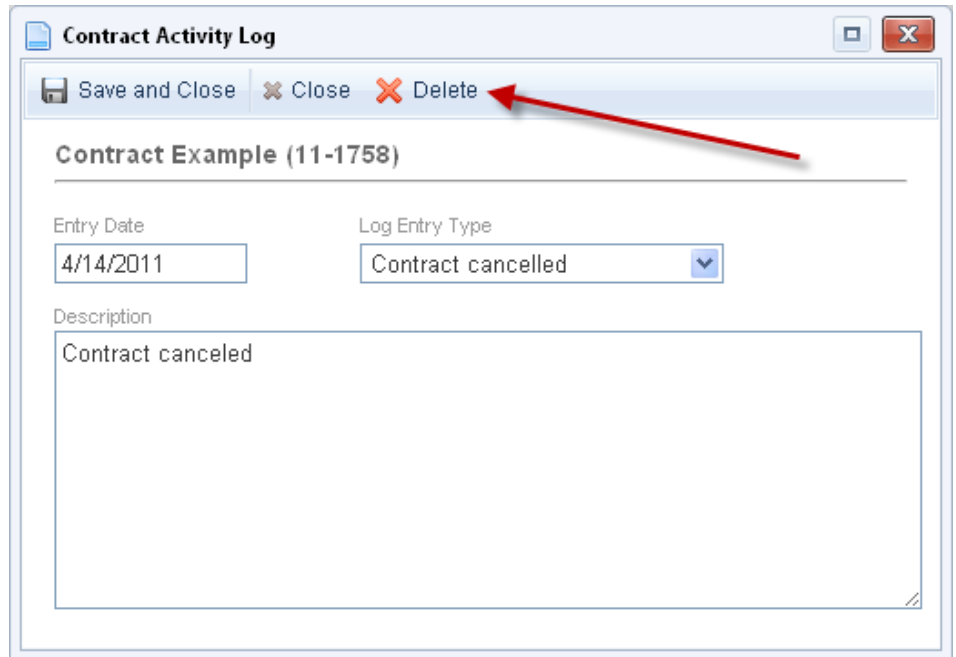 Contract Activity Log
Save and Close Close Delete
Contract Example (11-1758)
Entry Date Log Entry Type
4/14/2011 Contract cancelled
Description
Contract canceled